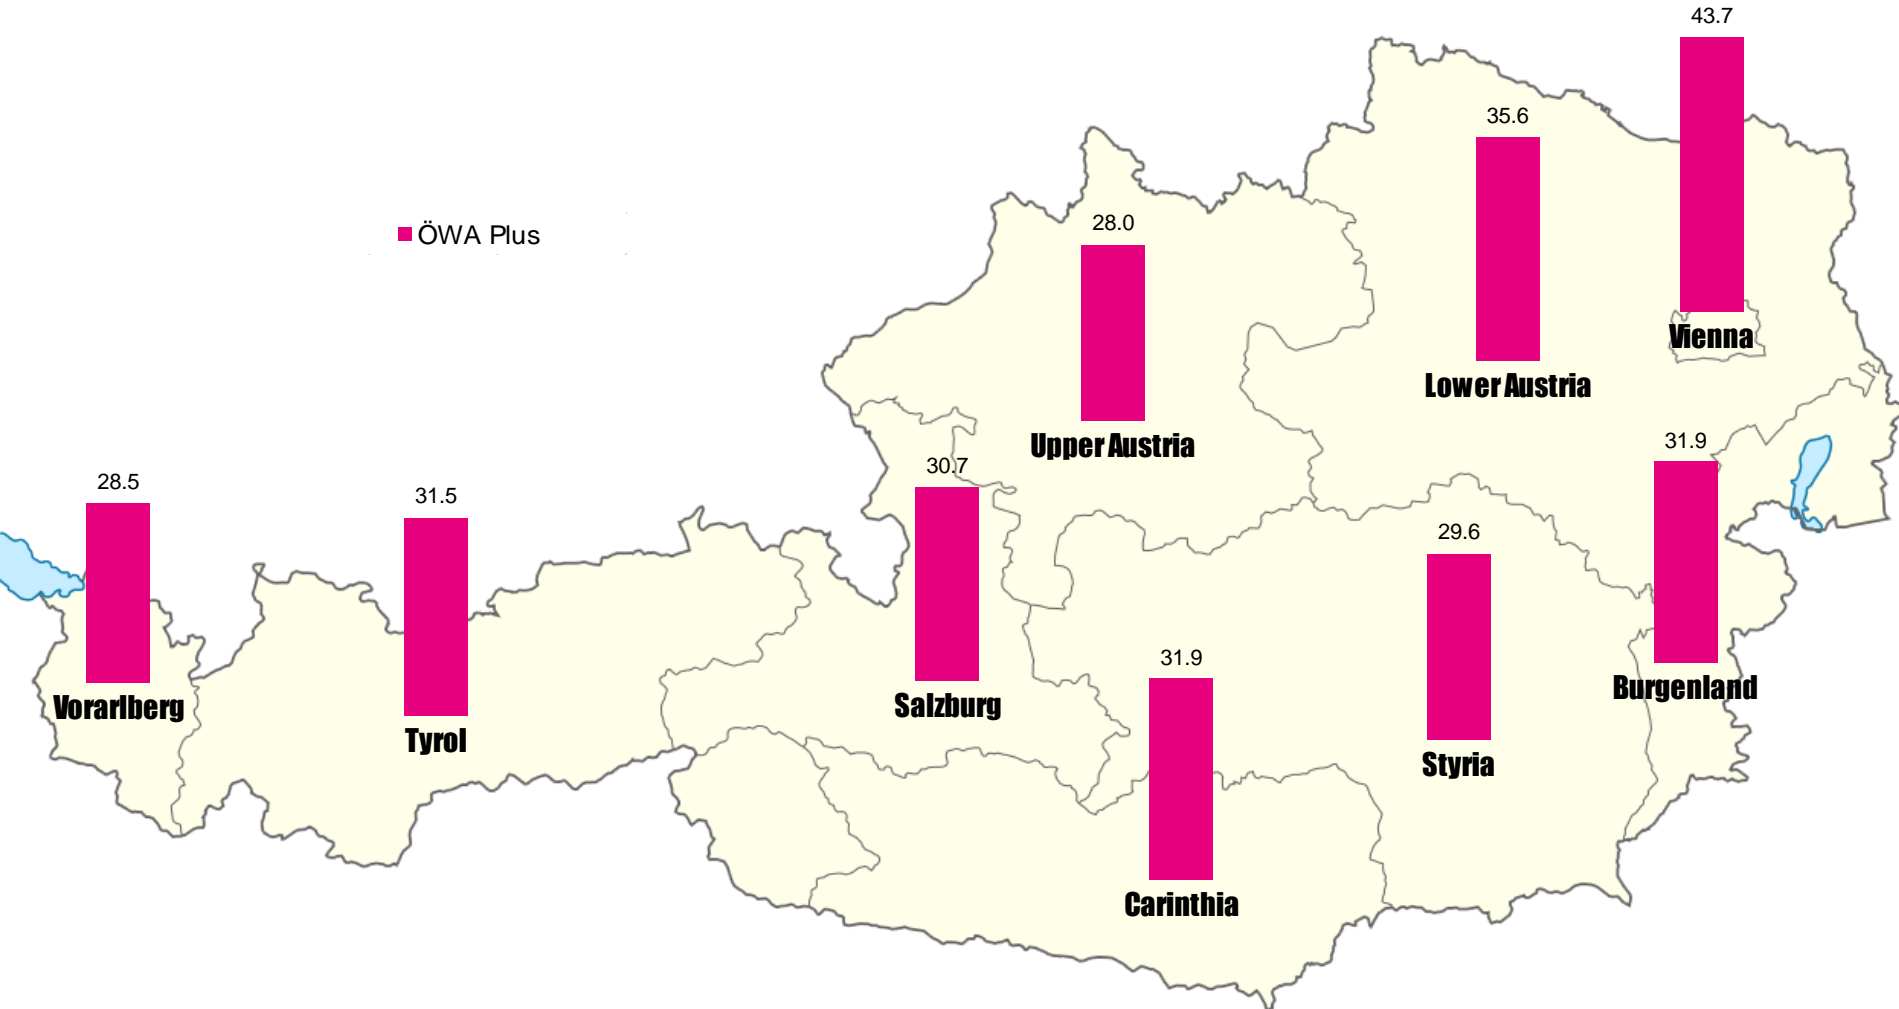 43.7
35.6
28.0
ÖWA Plus
Vienna
Lower Austria
Upper Austria
31.9
30.7
28.5
31.5
29.6
31.9
Burgenland
Vorarlberg
Salzburg
Tyrol
Styria
Carinthia